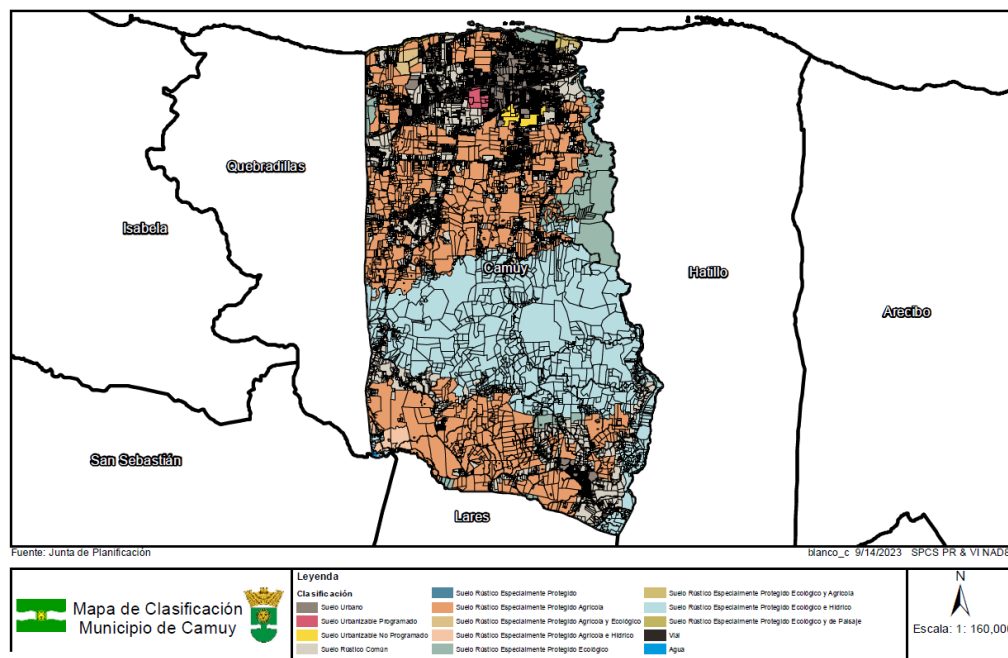 Quebradillas
Isabela
Camuy
Hatillo
Arecibo
San Sebastián
Lares
Fuente: Junta de Planificación
blanco_c 9/14/2023 SPCS PR & VI NAD8
Mapa de Clasificación
Municipio de Camuy
Leyenda
Clasificación
Suelo Urbano
Suelo Urbanizable Programado
Suelo Urbanizable No Programado
Suelo Rústico Común
Suelo Rústico Especialmente Protegido
Suelo Rústico Especialmente Protegido Agrícola
Suelo Rústico Especialmente Protegido Agrícola y Ecológico
Suelo Rústico Especialmente Protegido Agrícola e Hídrico
Suelo Rústico Especialmente Protegido Ecológico
Suelo Rústico Especialmente Protegido Ecológico y Agrícola
Suelo Rústico Especialmente Protegido Ecológico e Hídrico
Suelo Rústico Especialmente Protegido Ecológico y de Paisaje
Vial
Agua
N
Escala: 1: 160,000